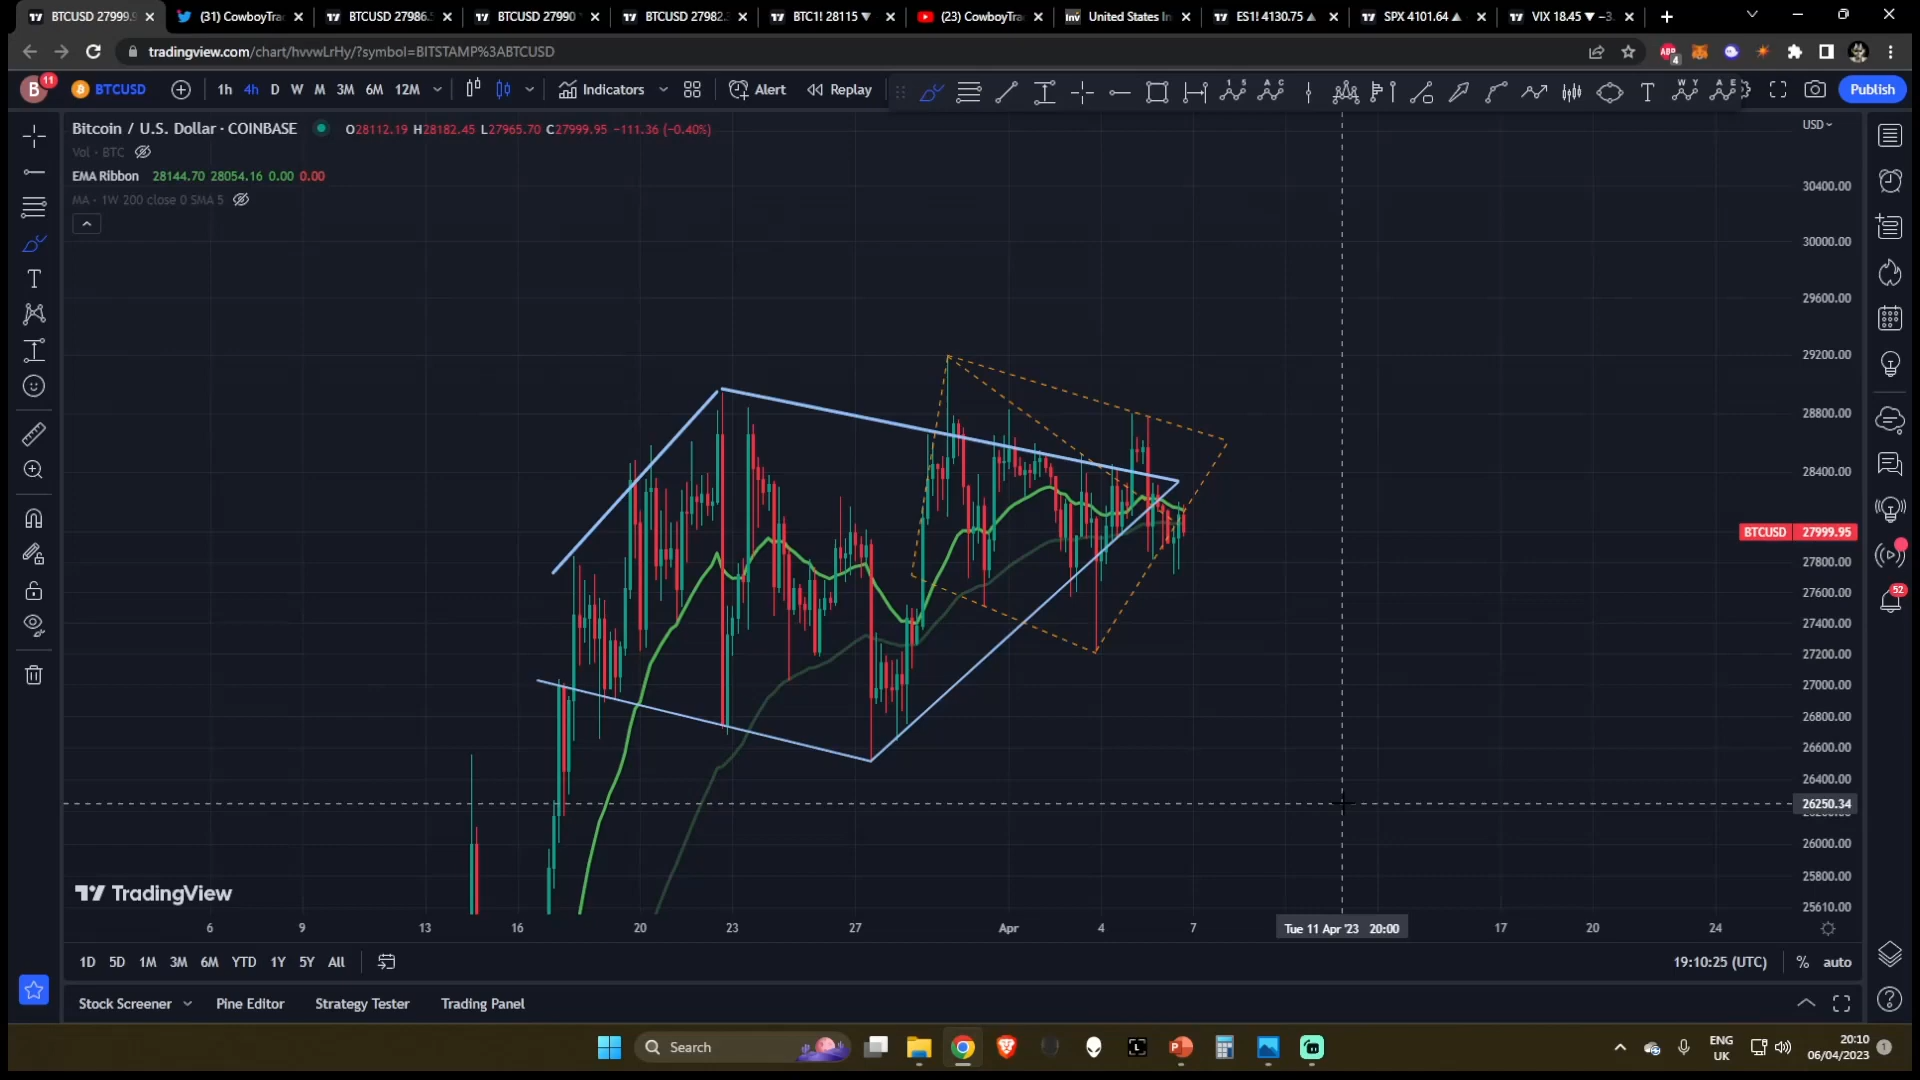 BTCUSD 27999.9
(31) CowboyTra
BTCUSD 27986.
BTCUSD 27990
BTCUSD 27982.
BTC1! 28115 ▼
(23) CowboyTra
United States In
ES1! 4130.75 ▲
SPX 4101.64 ▲
VIX 18.45 ▼ −3.
tradingview.com/chart/hvvwLrHy/?symbol=BITSTAMP%3ABTCUSD
B 11 BTCUSD 1h 4h D W M 3M 6M 12M Indicators Alert Replay Publish
Bitcoin / U.S. Dollar · COINBASE O28112.19 H28182.45 L27965.70 C27999.95 −111.36 (−0.40%)
Vol · BTC
EMA Ribbon 28144.70 28054.16 0.00 0.00
MA · 1W 200 close 0 SMA 5
USD
30400.00
30000.00
29600.00
29200.00
28800.00
28400.00
BTCUSD 27999.95
27800.00
27600.00
27400.00
27200.00
27000.00
26800.00
26600.00
26400.00
26250.34
26000.00
25800.00
25610.00
52
TradingView
6 9 13 16 20 23 27 Apr 4 7 Tue 11 Apr '23 20:00 17 20 24
1D 5D 1M 3M 6M YTD 1Y 5Y All 19:10:25 (UTC) % auto
Stock Screener Pine Editor Strategy Tester Trading Panel
Search
ENG
UK
20:10
06/04/2023